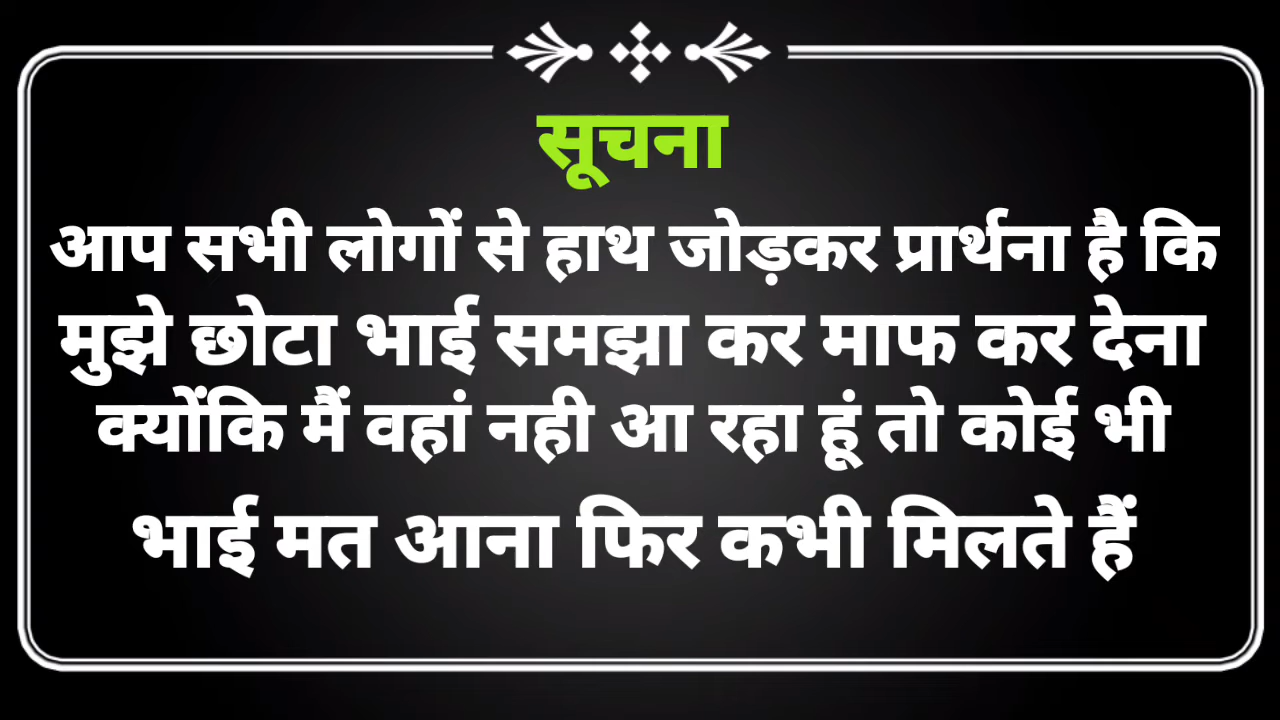 सूचना
आप सभी लोगों से हाथ जोड़कर प्रार्थना है कि
मुझे छोटा भाई समझा कर माफ कर देना
क्योंकि मैं वहां नही आ रहा हूं तो कोई भी
भाई मत आना फिर कभी मिलते हैं